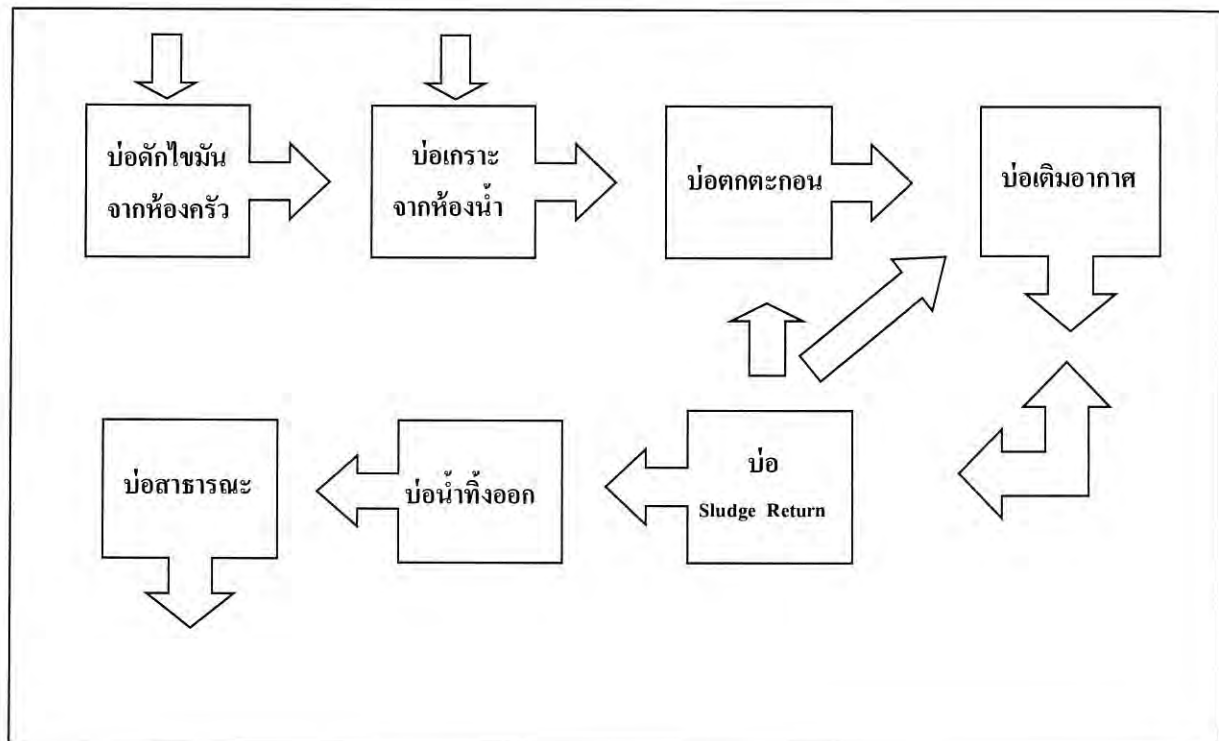 บ่อดักไขมัน
จากห้องครัว
บ่อเกราะ
จากห้องน้ำ
บ่อตกตะกอน
บ่อเติมอากาศ
บ่อสาธารณะ
บ่อน้ำทิ้งออก
บ่อ
Sludge Return